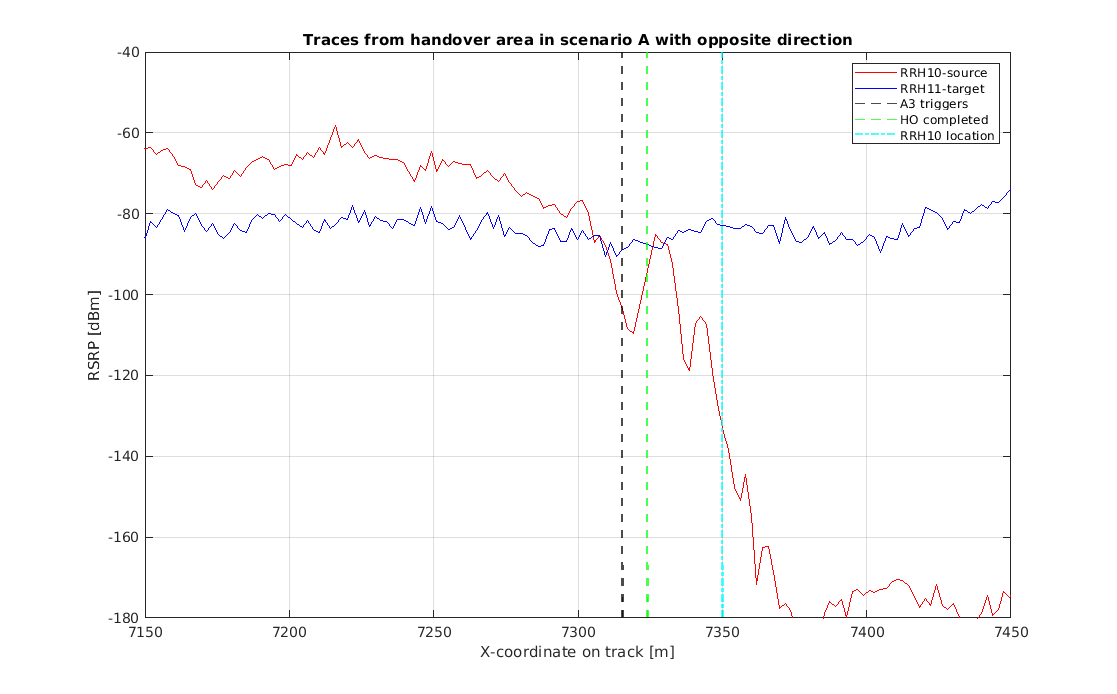 Traces from handover area in scenario A with opposite direction
-40
-60
-80
-100
-120
-140
-160
-180
RSRP [dBm]
RRH10-source
RRH11-target
A3 triggers
HO completed
RRH10 location
7150 7200 7250 7300 7350 7400 7450
X-coordinate on track [m]